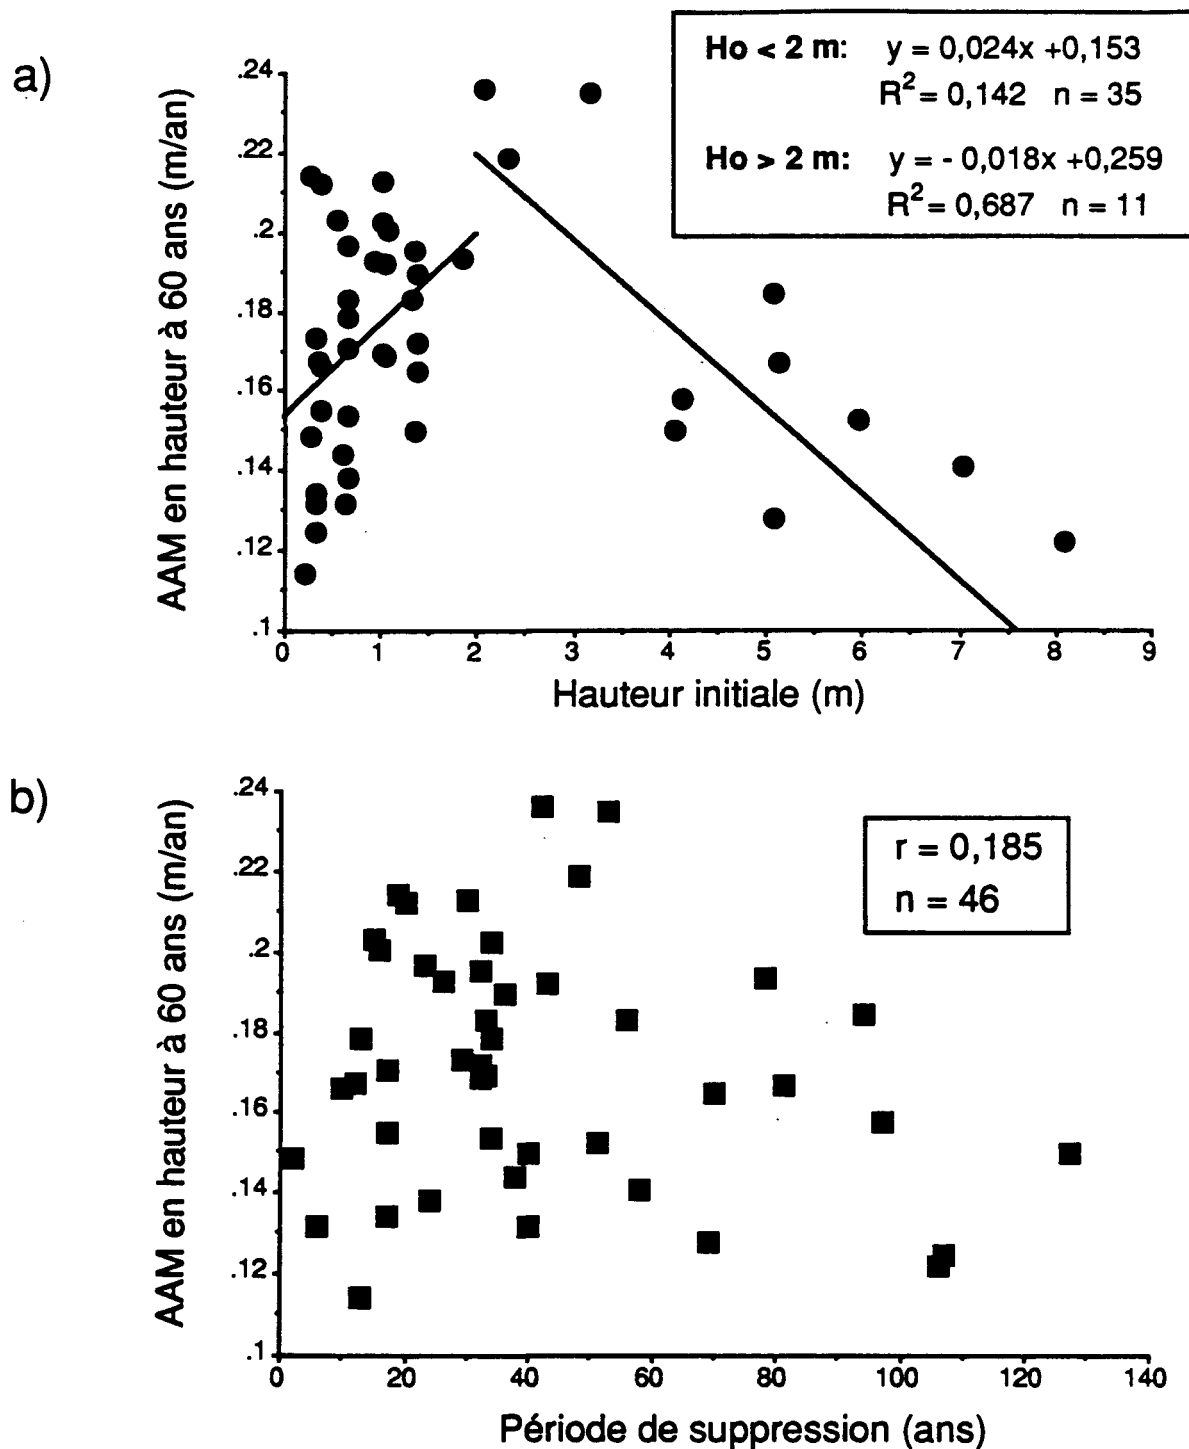 a)
Ho < 2 m: y = 0,024x +0,153
R² = 0,142 n = 35
Ho > 2 m: y = - 0,018x +0,259
R² = 0,687 n = 11
AAM en hauteur à 60 ans (m/an)
.24
.22
.2
.18
.16
.14
.12
.1
0 1 2 3 4 5 6 7 8 9
Hauteur initiale (m)
b)
r = 0,185
n = 46
AAM en hauteur à 60 ans (m/an)
.24
.22
.2
.18
.16
.14
.12
.1
0 20 40 60 80 100 120 140
Période de suppression (ans)